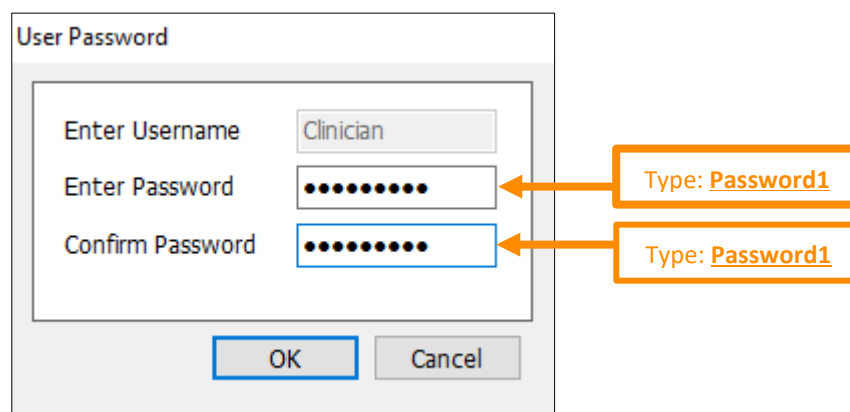 User Password
Enter Username Clinician
Enter Password ●●●●●●●●● Type: Password1
Confirm Password ●●●●●●●●● Type: Password1
OK Cancel